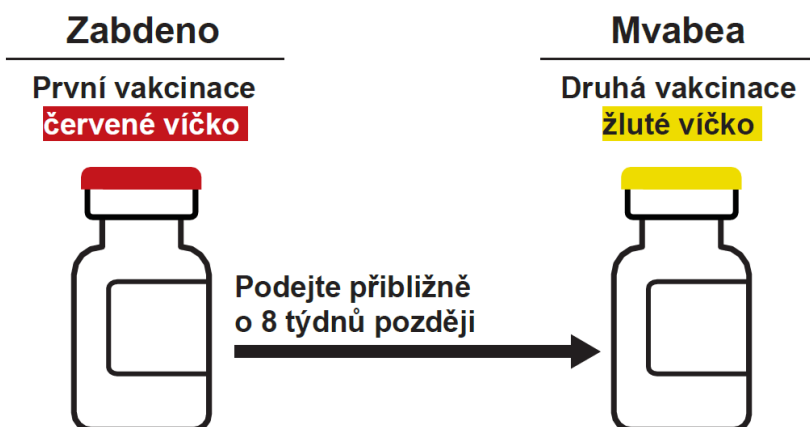 Zabdeno
První vakcinace
červené víčko
Mvabea
Druhá vakcinace
žluté víčko
Podejte přibližně
o 8 týdnů později